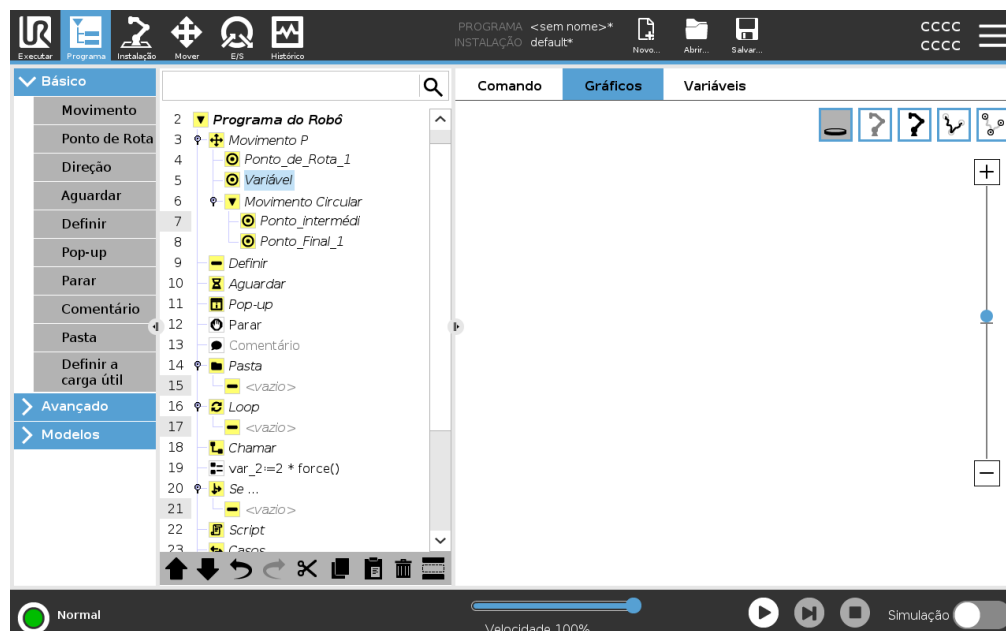 PROGRAMA <sem nome>*
INSTALAÇÃO default*
CCCC
CCCC
Executar Programa Instalação Mover E/S Histórico Novo... Abrir... Salvar...
Básico
Movimento
Ponto de Rota
Direção
Aguardar
Definir
Pop-up
Parar
Comentário
Pasta
Definir a
carga útil
Avançado
Modelos
2 Programa do Robô
3 Movimento P
4 Ponto_de_Rota_1
5 Variável
6 Movimento Circular
7 Ponto_intermédi
8 Ponto_Final_1
9 Definir
10 Aguardar
11 Pop-up
12 Parar
13 Comentário
14 Pasta
15 <vazio>
16 Loop
17 <vazio>
18 Chamar
19 var_2:=2 * force()
20 Se ...
21 <vazio>
22 Script
23 Casos
Comando Gráficos Variáveis
Normal
Velocidade 100%
Simulação